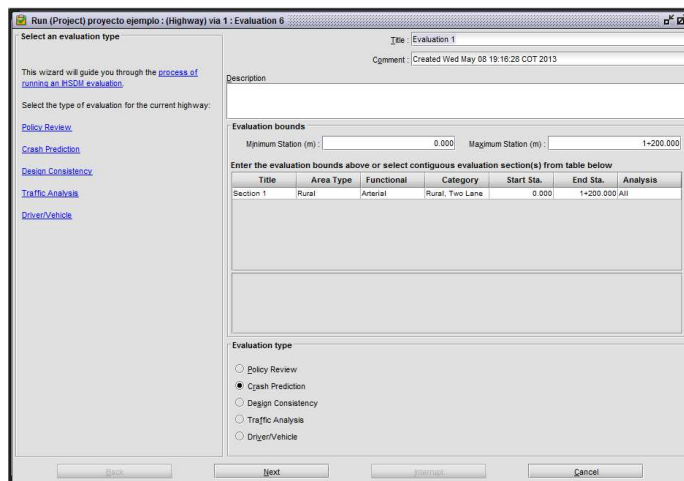 Run (Project) proyecto ejemplo : (Highway) via 1 : Evaluation 6
Select an evaluation type
This wizard will guide you through the process of
running an IHSDM evaluation.
Select the type of evaluation for the current highway:
Policy Review
Crash Prediction
Design Consistency
Traffic Analysis
Driver/Vehicle
Title : Evaluation 1
Comment : Created Wed May 08 19:16:28 COT 2013
Description
Evaluation bounds
Minimum Station (m) : 0.000 Maximum Station (m) : 1+200.000
Enter the evaluation bounds above or select contiguous evaluation section(s) from table below
Title Area Type Functional Category Start Sta. End Sta. Analysis
Section 1 Rural Arterial Rural, Two Lane 0.000 1+200.000 All
Evaluation type
Policy Review
Crash Prediction
Design Consistency
Traffic Analysis
Driver/Vehicle
Back Next Interrupt Cancel